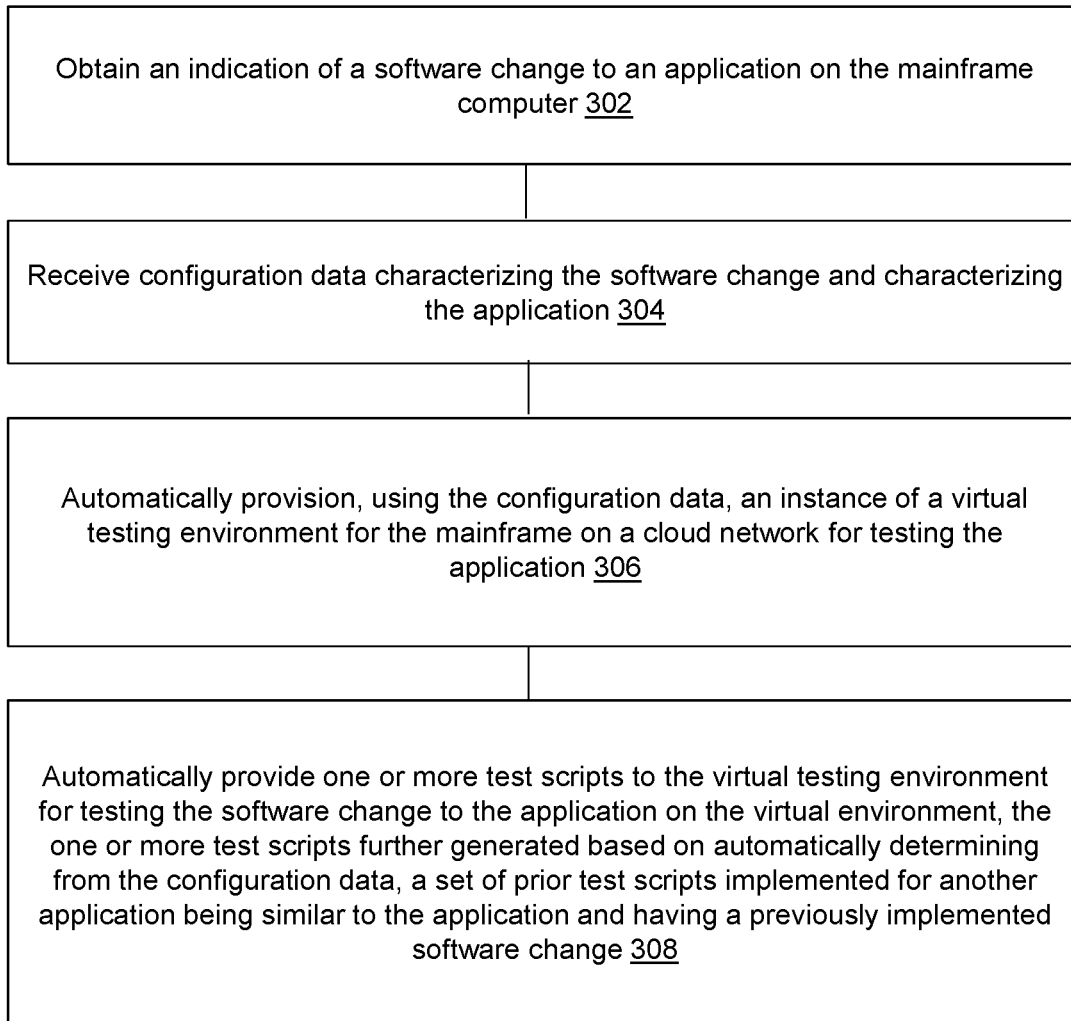 Obtain an indication of a software change to an application on the mainframe
computer 302
Receive configuration data characterizing the software change and characterizing
the application 304
Automatically provision, using the configuration data, an instance of a virtual
testing environment for the mainframe on a cloud network for testing the
application 306
Automatically provide one or more test scripts to the virtual testing environment
for testing the software change to the application on the virtual environment, the
one or more test scripts further generated based on automatically determining
from the configuration data, a set of prior test scripts implemented for another
application being similar to the application and having a previously implemented
software change 308